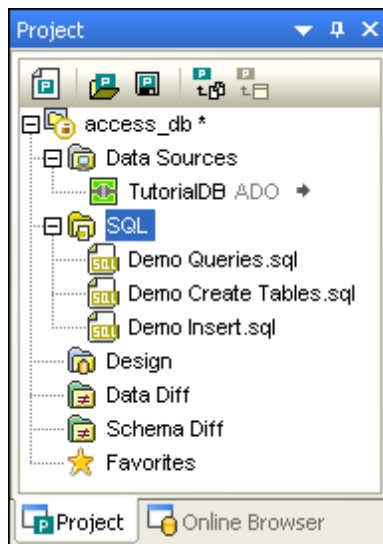 Project
access_db *
Data Sources
TutorialDB ADO
SQL
Demo Queries.sql
Demo Create Tables.sql
Demo Insert.sql
Design
Data Diff
Schema Diff
Favorites
Project Online Browser